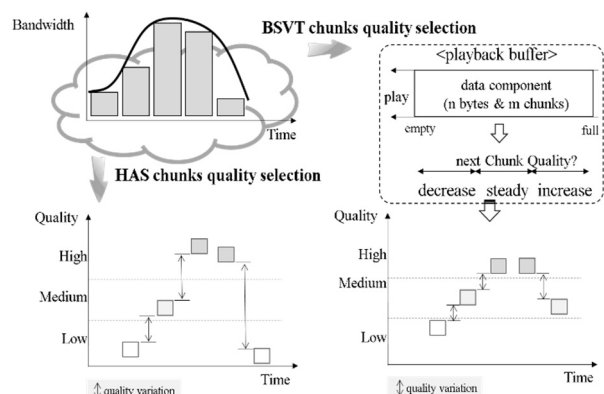 Bandwidth
Time
BSVT chunks quality selection
<playback buffer>
play
data component
(n bytes & m chunks)
empty
full
next Chunk Quality?
decrease steady increase
HAS chunks quality selection
Quality
High
Medium
Low
Time
quality variation
Quality
High
Medium
Low
Time
quality variation